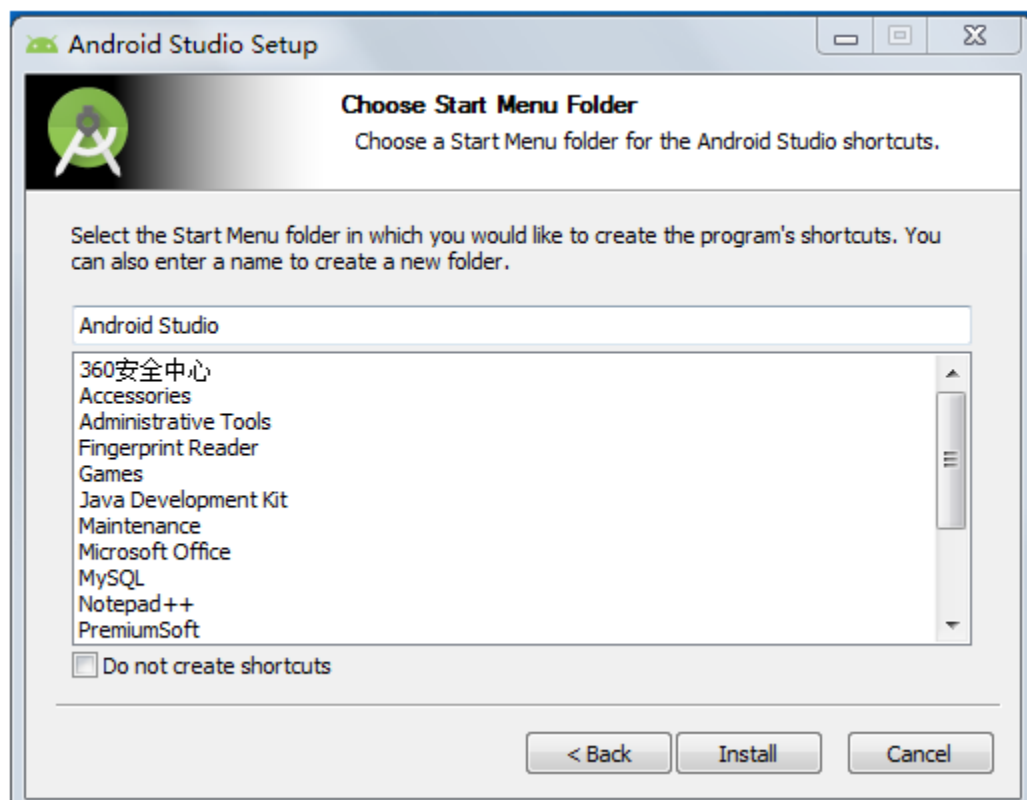 Android Studio Setup
Choose Start Menu Folder
Choose a Start Menu folder for the Android Studio shortcuts.
Select the Start Menu folder in which you would like to create the program's shortcuts. You
can also enter a name to create a new folder.
Android Studio
360安全中心
Accessories
Administrative Tools
Fingerprint Reader
Games
Java Development Kit
Maintenance
Microsoft Office
MySQL
Notepad++
PremiumSoft
Do not create shortcuts
< Back
Install
Cancel